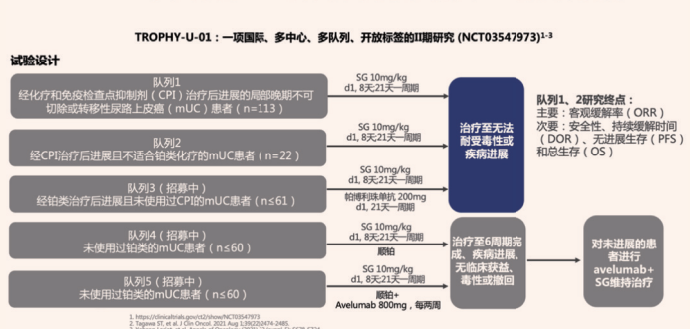 TROPHY-U-01：一项国际、多中心、多队列、开放标签的II期研究 (NCT03547973)1-3
试验设计
队列1
经化疗和免疫检查点抑制剂（CPI）治疗后进展的局部晚期不可
切除或转移性尿路上皮癌（mUC）患者（n=113）
SG 10mg/kg
d1, 8天;21天一周期
队列2
经CPI治疗后进展且不适合铂类化疗的mUC患者（n=22）
SG 10mg/kg
d1, 8天;21天一周期
队列3（招募中）
经铂类治疗后进展且未使用过CPI的mUC患者（n≤61）
SG 10mg/kg
d1, 8天;21天一周期
帕博利珠单抗 200mg
d1, 21天一周期
治疗至无法
耐受毒性或
疾病进展
队列1、2研究终点：
主要：客观缓解率（ORR）
次要：安全性、持续缓解时间
（DOR）、无进展生存（PFS）
和总生存（OS）
队列4（招募中）
未使用过铂类的mUC患者（n≤60）
SG 10mg/kg
d1, 8天;21天一周期
顺铂
队列5（招募中）
未使用过铂类的mUC患者（n≤60）
SG 10mg/kg
d1, 8天;21天一周期
顺铂+
Avelumab 800mg，每两周
治疗至6周期完
成、疾病进展,
无临床获益、
毒性或撤回
对未进展的患
者进行
avelumab+
SG维持治疗
1. https://clinicaltrials.gov/ct2/show/NCT03547973
2. Tagawa ST, et al. J Clin Oncol. 2021 Aug 1;39(22):2474-2485.